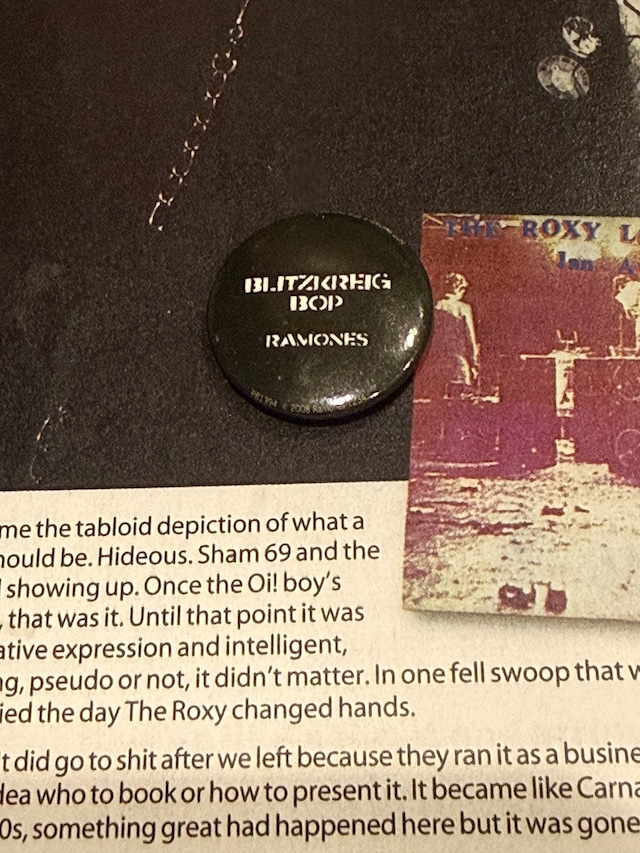 THE ROXY
Jan
BLITZKREIG
BOP
RAMONES
2008 Ramones
me the tabloid depiction of what a
hould be. Hideous. Sham 69 and the
showing up. Once the Oi! boy's
, that was it. Until that point it was
ative expression and intelligent,
ng, pseudo or not, it didn't matter. In one fell swoop that w
ied the day The Roxy changed hands.
't did go to shit after we left because they ran it as a busine
dea who to book or how to present it. It became like Carna
0s, something great had happened here but it was gone